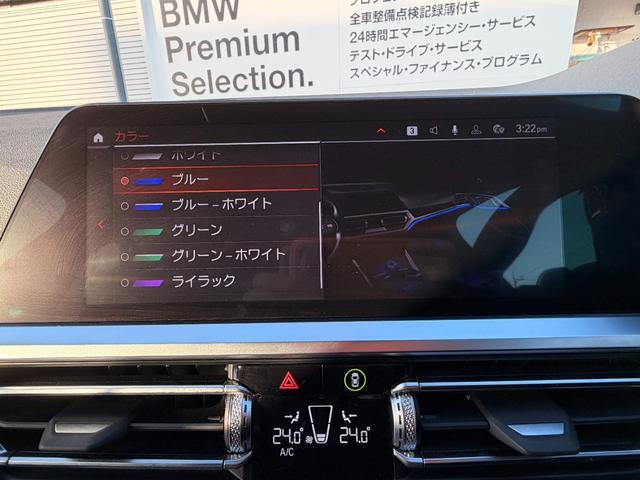 BMW
Premium
Selection.
全車整備点検記録簿付き
24時間エマージェンシー・サービス
テスト・ドライブ・サービス
スペシャル・ファイナンス・プログラム
カラー
3
3:22pm
ホワイト
ブルー
ブルー – ホワイト
グリーン
グリーン – ホワイト
ライラック
24.0 24.0
A/C